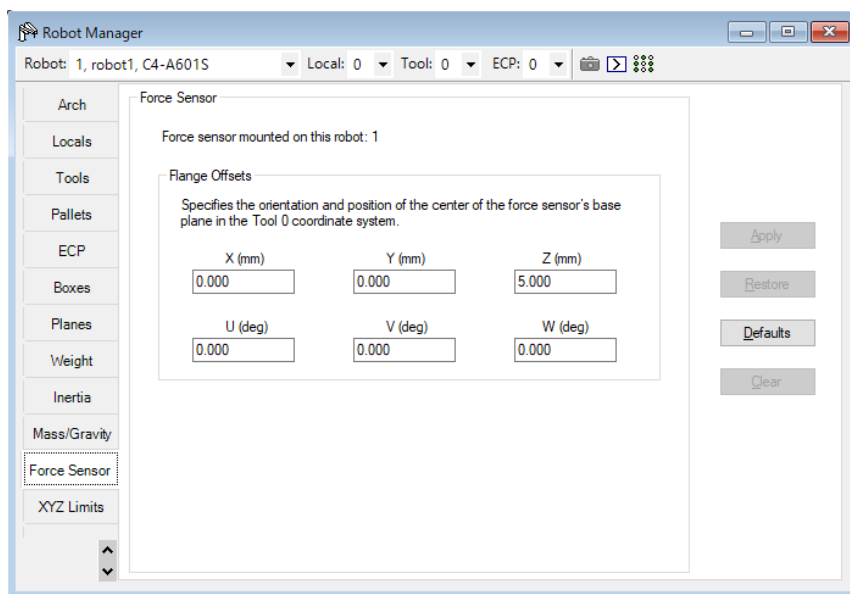 Robot Manager
Robot: 1, robot1, C4-A601S Local: 0 Tool: 0 ECP: 0
Arch
Locals
Tools
Pallets
ECP
Boxes
Planes
Weight
Inertia
Mass/Gravity
Force Sensor
XYZ Limits
Force Sensor
Force sensor mounted on this robot: 1
Flange Offsets
Specifies the orientation and position of the center of the force sensor's base
plane in the Tool 0 coordinate system.
X (mm) Y (mm) Z (mm)
0.000 0.000 5.000
U (deg) V (deg) W (deg)
0.000 0.000 0.000
Apply
Restore
Defaults
Clear